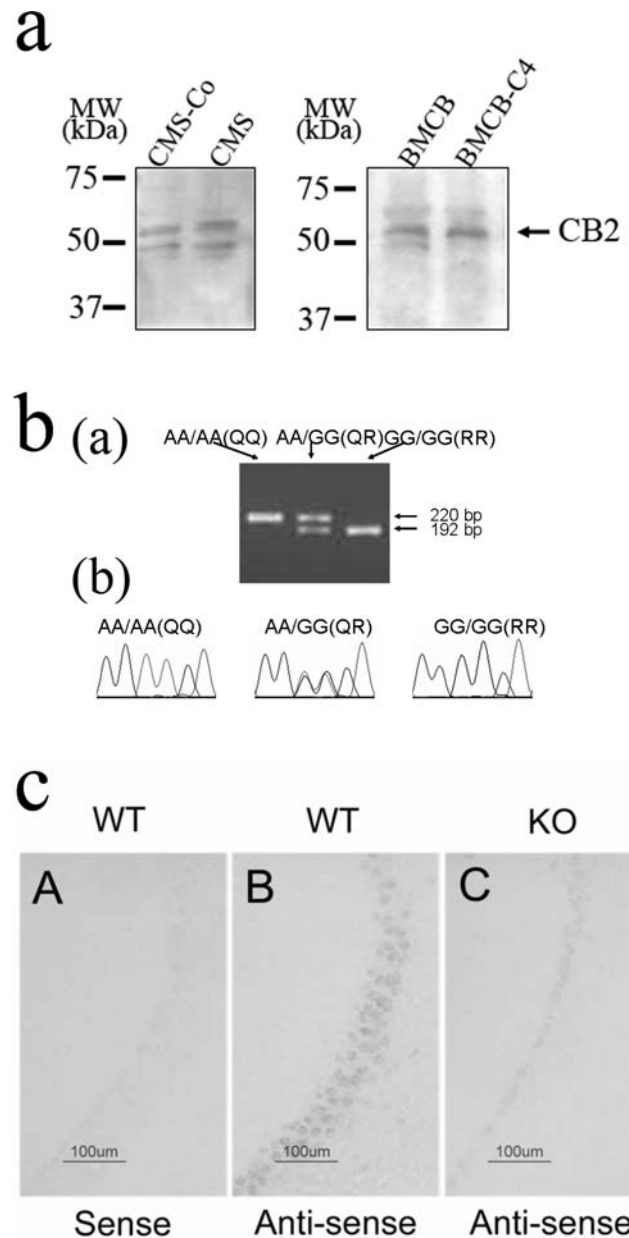 a
MW (kDa) CMS-Co CMS
75
50
37
MW (kDa) BMCB BMCB-C4
75
50
37
CB2
b
(a)
AA/AA(QQ) AA/GG(QR)GG/GG(RR)
220 bp
192 bp
(b)
AA/AA(QQ) AA/GG(QR) GG/GG(RR)
c
WT WT KO
A B C
100um 100um 100um
Sense Anti-sense Anti-sense